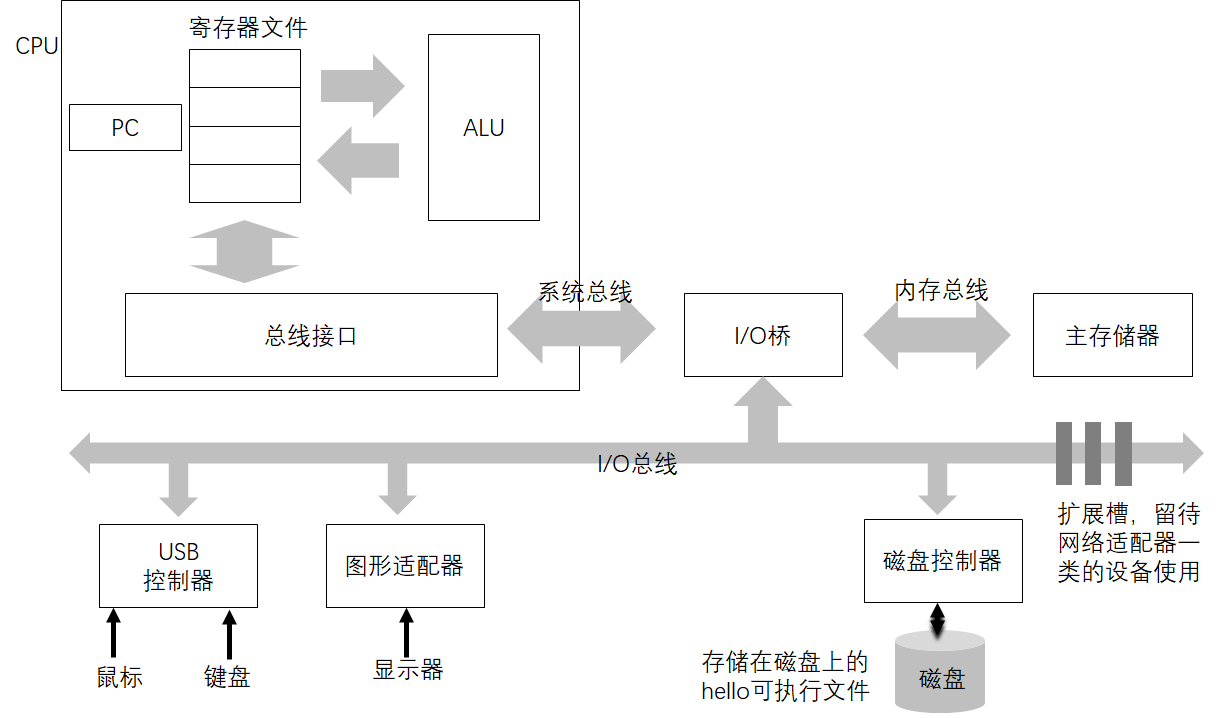 寄存器文件
CPU
PC
ALU
系统总线
内存总线
总线接口
I/O桥
主存储器
I/O总线
扩展槽，留待
网络适配器一
类的设备使用
USB
控制器
图形适配器
磁盘控制器
鼠标
键盘
显示器
存储在磁盘上的
hello可执行文件
磁盘